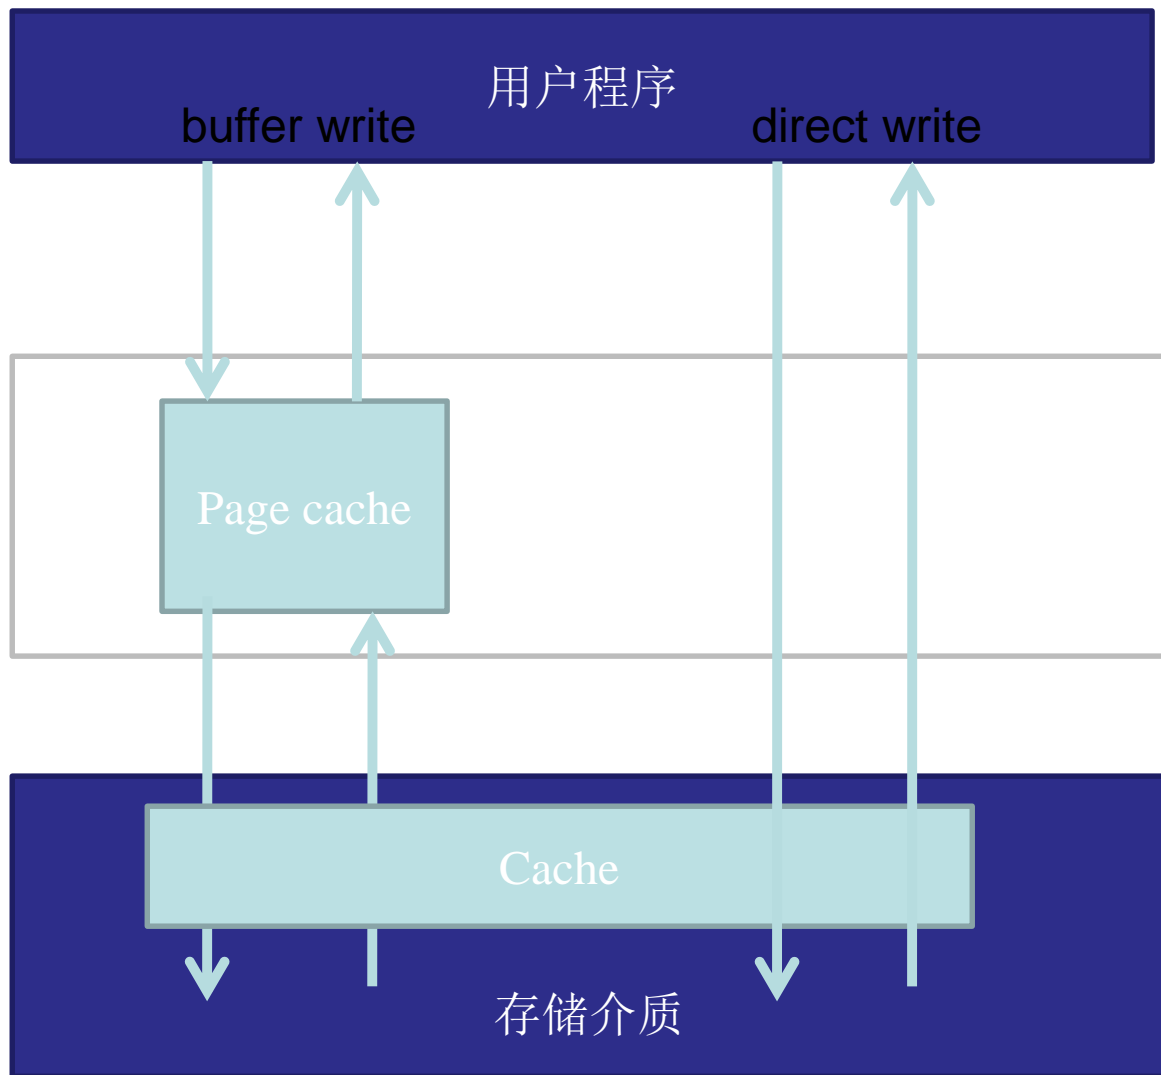 用户程序
buffer write
direct write
Page cache
Cache
存储介质